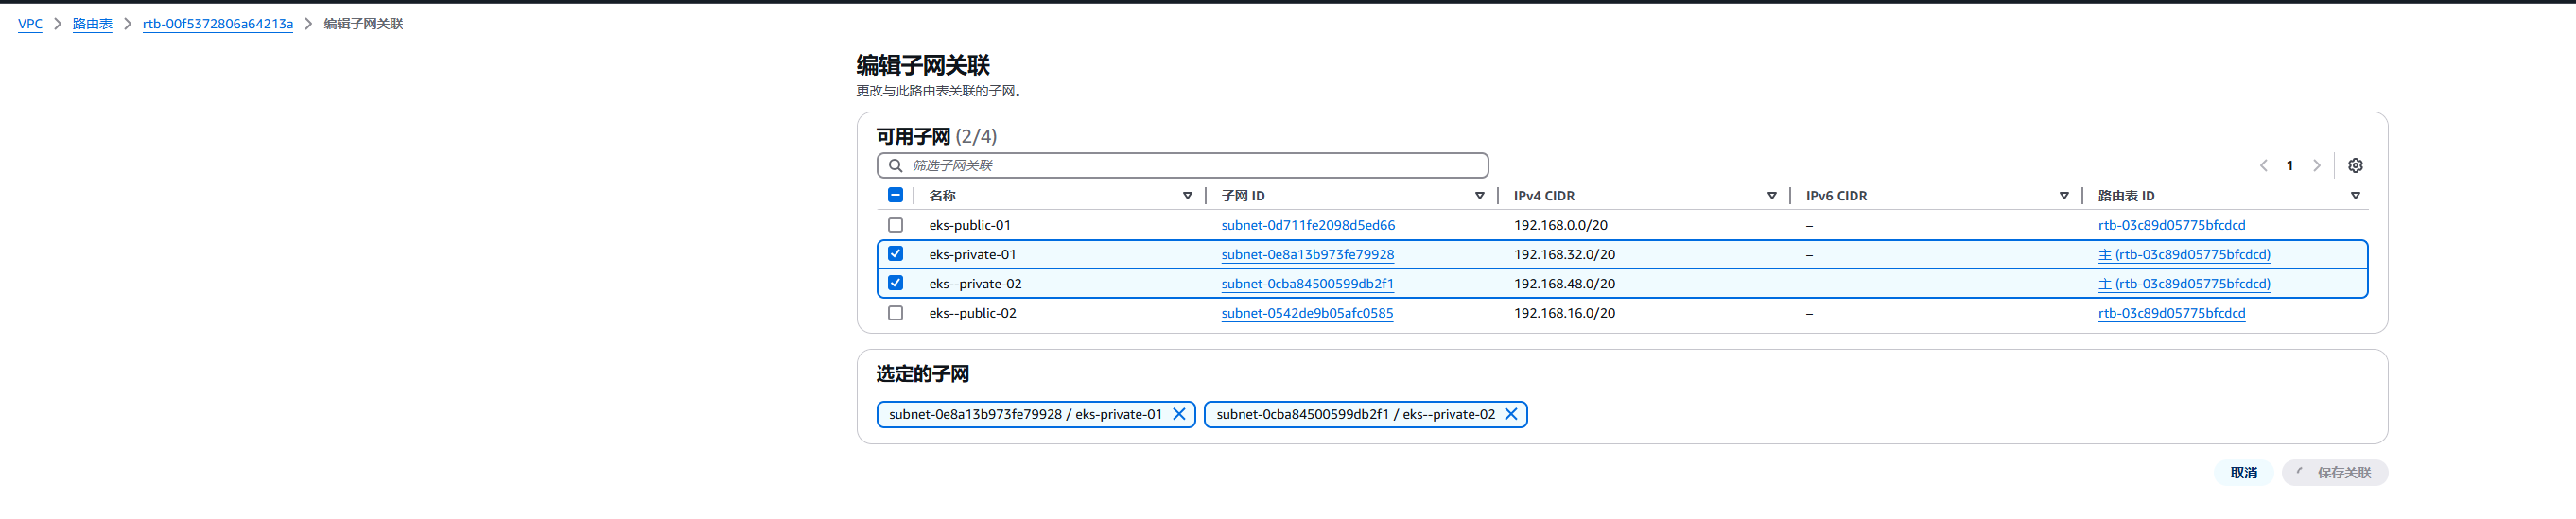 VPC > 路由表 > rtb-00f5372806a64213a > 编辑子网关联
编辑子网关联
更改与此路由表关联的子网。
可用子网 (2/4)
筛选子网关联
1
名称 子网 ID IPv4 CIDR IPv6 CIDR 路由表 ID
eks-public-01 subnet-0d711fe2098d5ed66 192.168.0.0/20 – rtb-03c89d05775bfcdcd
eks-private-01 subnet-0e8a13b973fe79928 192.168.32.0/20 – 主 (rtb-03c89d05775bfcdcd)
eks--private-02 subnet-0cba84500599db2f1 192.168.48.0/20 – 主 (rtb-03c89d05775bfcdcd)
eks--public-02 subnet-0542de9b05afc0585 192.168.16.0/20 – rtb-03c89d05775bfcdcd
选定的子网
subnet-0e8a13b973fe79928 / eks-private-01 subnet-0cba84500599db2f1 / eks--private-02
取消 保存关联